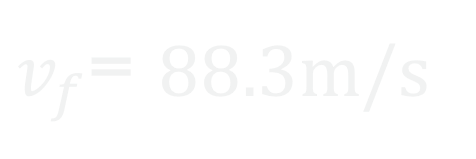 v_f = 88.3m/s